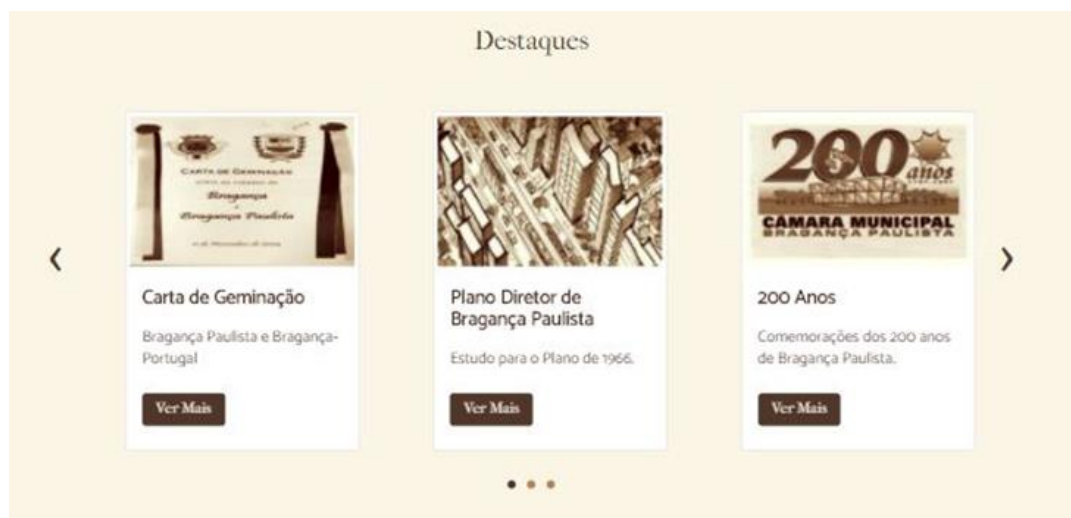 Destaques
CARTA DE GEMINAÇÃO
Bragança
e
Bragança Paulista
200
anos
CÂMARA MUNICIPAL
BRAGANÇA PAULISTA
Carta de Geminação
Bragança Paulista e Bragança-
Portugal
Ver Mais
Plano Diretor de
Bragança Paulista
Estudo para o Plano de 1966.
Ver Mais
200 Anos
Comemorações dos 200 anos
de Bragança Paulista.
Ver Mais